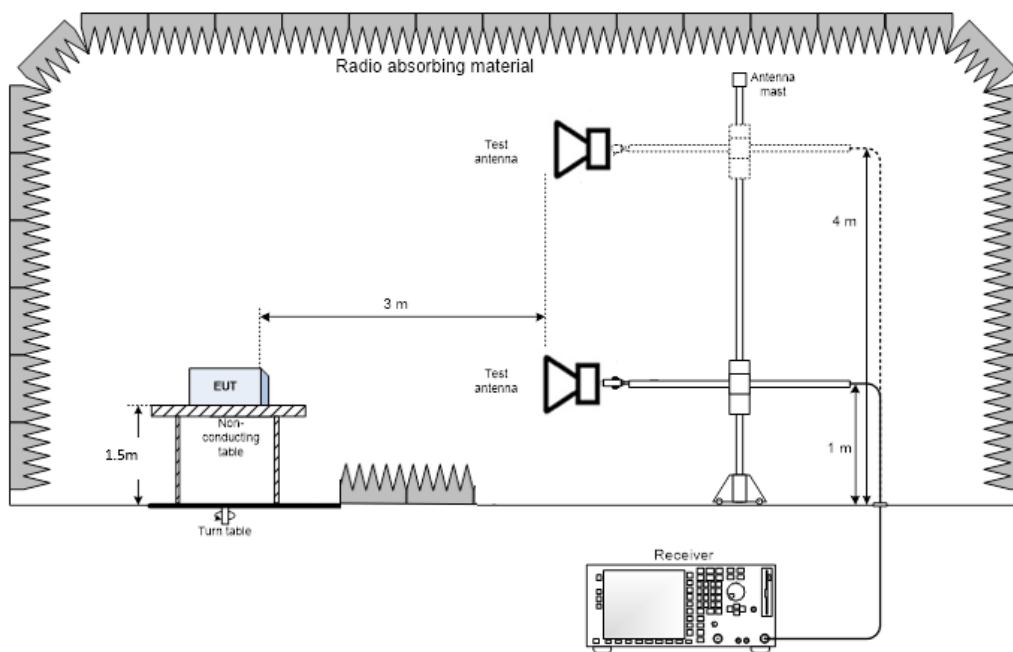 Radio absorbing material
Antenna
mast
Test
antenna
4 m
3 m
Test
antenna
EUT
Non-
conducting
table
1.5m
1 m
Turn table
Receiver